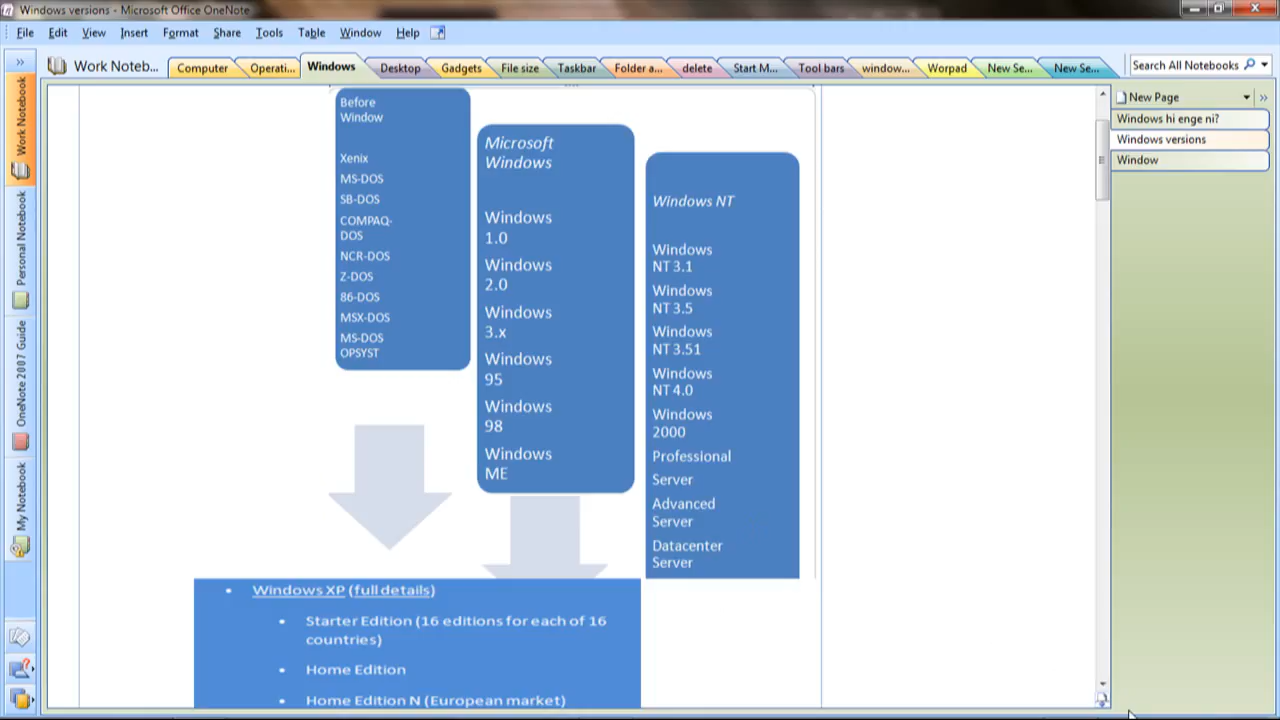 Windows versions - Microsoft Office OneNote
File Edit View Insert Format Share Tools Table Window Help
Work Noteb... Computer Operati... Windows Desktop Gadgets File size Taskbar Folder a... delete Start M... Tool bars window... Worpad New Se... New Se... Search All Notebooks
Work Notebook
Personal Notebook
OneNote 2007 Guide
My Notebook
Before
Window
Xenix
MS-DOS
SB-DOS
COMPAQ-
DOS
NCR-DOS
Z-DOS
86-DOS
MSX-DOS
MS-DOS
OPSYST
Microsoft
Windows
Windows
1.0
Windows
2.0
Windows
3.x
Windows
95
Windows
98
Windows
ME
Windows NT
Windows
NT 3.1
Windows
NT 3.5
Windows
NT 3.51
Windows
NT 4.0
Windows
2000
Professional
Server
Advanced
Server
Datacenter
Server
• Windows XP (full details)
• Starter Edition (16 editions for each of 16
countries)
• Home Edition
• Home Edition N (European market)
New Page
Windows hi enge ni?
Windows versions
Window